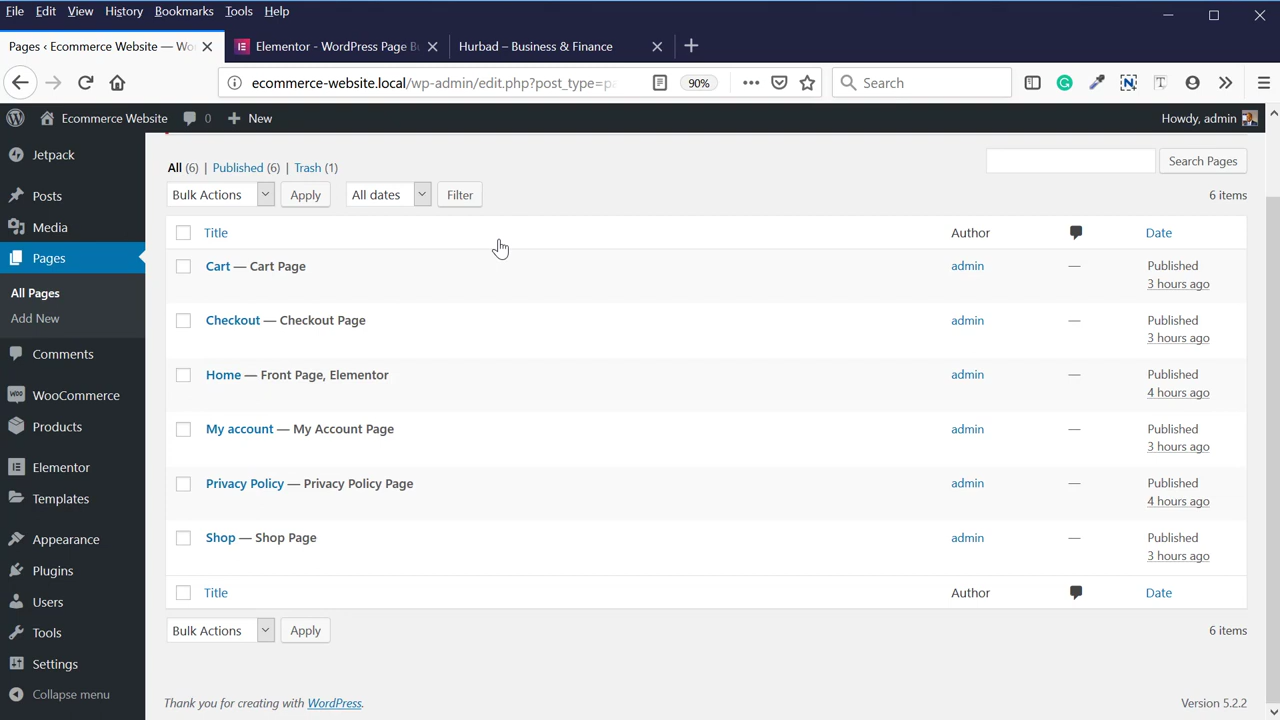 File Edit View History Bookmarks Tools Help
Pages ‹ Ecommerce Website — Wo
Elementor - WordPress Page Bu
Hurbad – Business & Finance
ecommerce-website.local/wp-admin/edit.php?post_type=p
90%
Search
Ecommerce Website 0 New
Howdy, admin
Jetpack
Posts
Media
Pages
All Pages
Add New
Comments
WooCommerce
Products
Elementor
Templates
Appearance
Plugins
Users
Tools
Settings
Collapse menu
All (6) | Published (6) | Trash (1)
Search Pages
Bulk Actions Apply All dates Filter
6 items
Title Author Date
Cart — Cart Page admin — Published
3 hours ago
Checkout — Checkout Page admin — Published
3 hours ago
Home — Front Page, Elementor admin — Published
4 hours ago
My account — My Account Page admin — Published
3 hours ago
Privacy Policy — Privacy Policy Page admin — Published
4 hours ago
Shop — Shop Page admin — Published
3 hours ago
Title Author Date
Bulk Actions Apply
6 items
Thank you for creating with WordPress.
Version 5.2.2